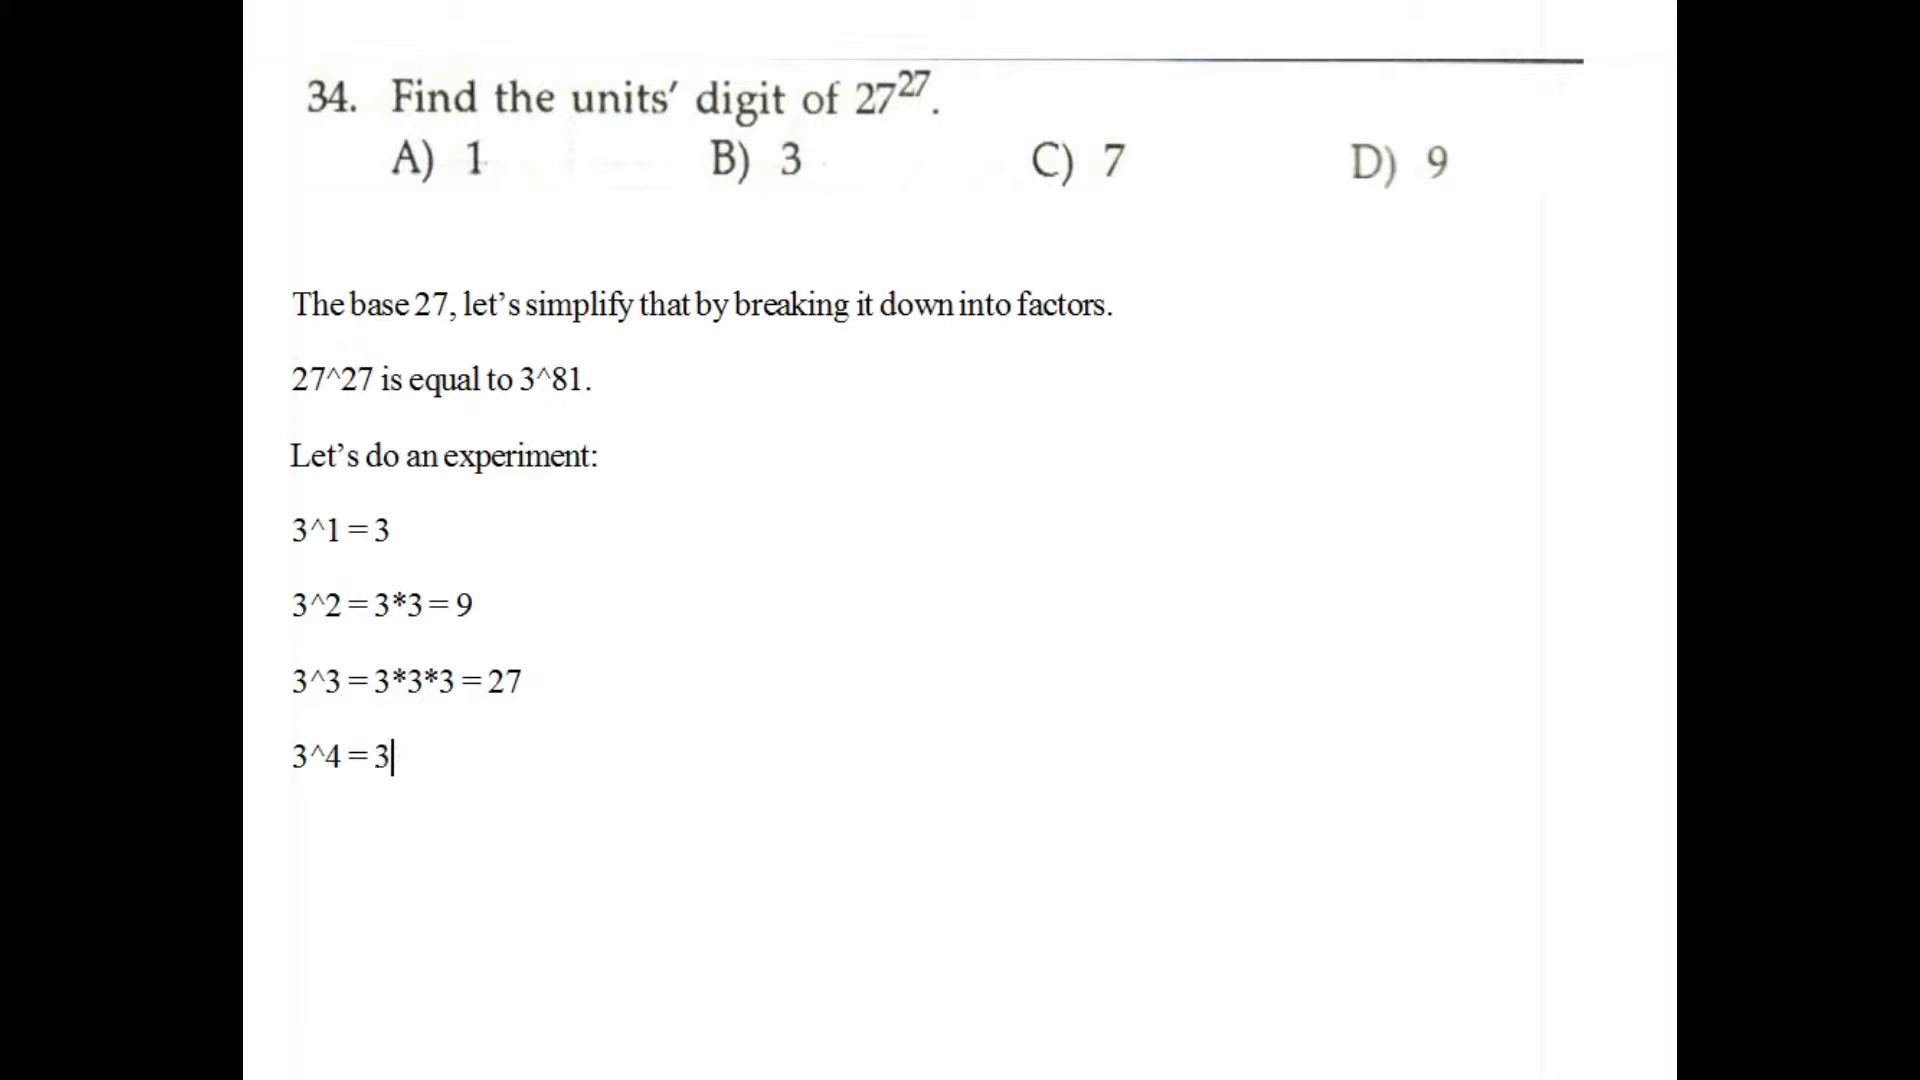 34. Find the units' digit of 27^27.
A) 1 B) 3 C) 7 D) 9
The base 27, let’s simplify that by breaking it down into factors.
27^27 is equal to 3^81.
Let’s do an experiment:
3^1 = 3
3^2 = 3*3 = 9
3^3 = 3*3*3 = 27
3^4 = 3